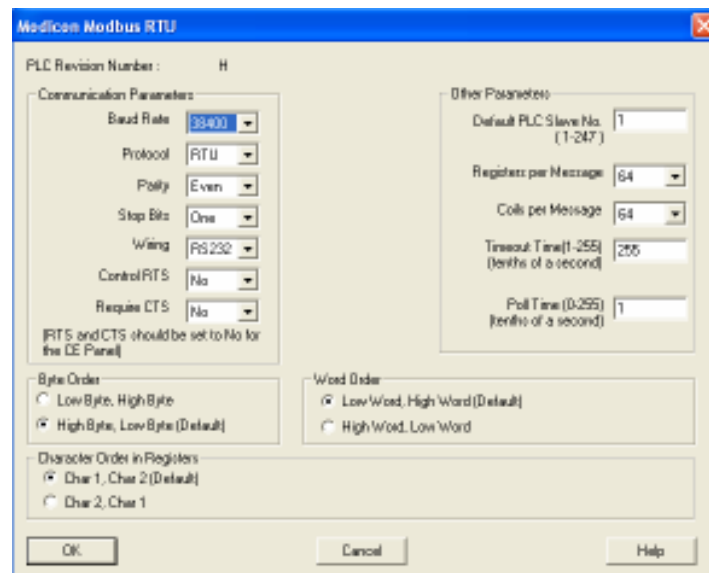 Modicon Modbus RTU
PLC Revision Number : H
Communication Parameters
Baud Rate 38400
Protocol RTU
Parity Even
Stop Bits One
Wiring RS232
Control RTS No
Require CTS No
(RTS and CTS should be set to No for
the CE Panel)
Other Parameters
Default PLC Slave No. 1
(1-247)
Registers per Message 64
Coils per Message 64
Timeout Time(1-255) 255
(tenths of a second)
Poll Time (0-255) 1
(tenths of a second)
Byte Order
Low Byte, High Byte
High Byte, Low Byte (Default)
Word Order
Low Word, High Word (Default)
High Word, Low Word
Character Order in Registers
Char 1, Char 2 (Default)
Char 2, Char 1
OK Cancel Help